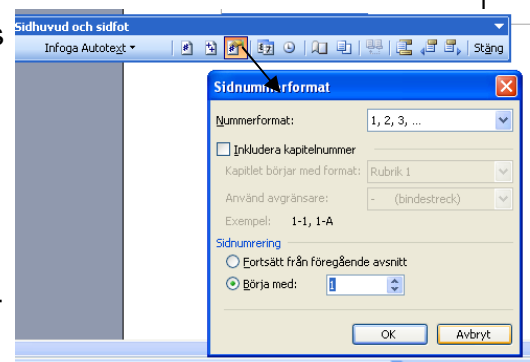 Sidhuvud och sidfot
s
Infoga Autotext Stäng
Sidnummerformat
Nummerformat: 1, 2, 3, ...
Inkludera kapitelnummer
Kapitlet börjar med format: Rubrik 1
Använd avgränsare: - (bindestreck)
Exempel: 1-1, 1-A
Sidnumrering
Fortsätt från föregående avsnitt
Börja med: 1
OK Avbryt